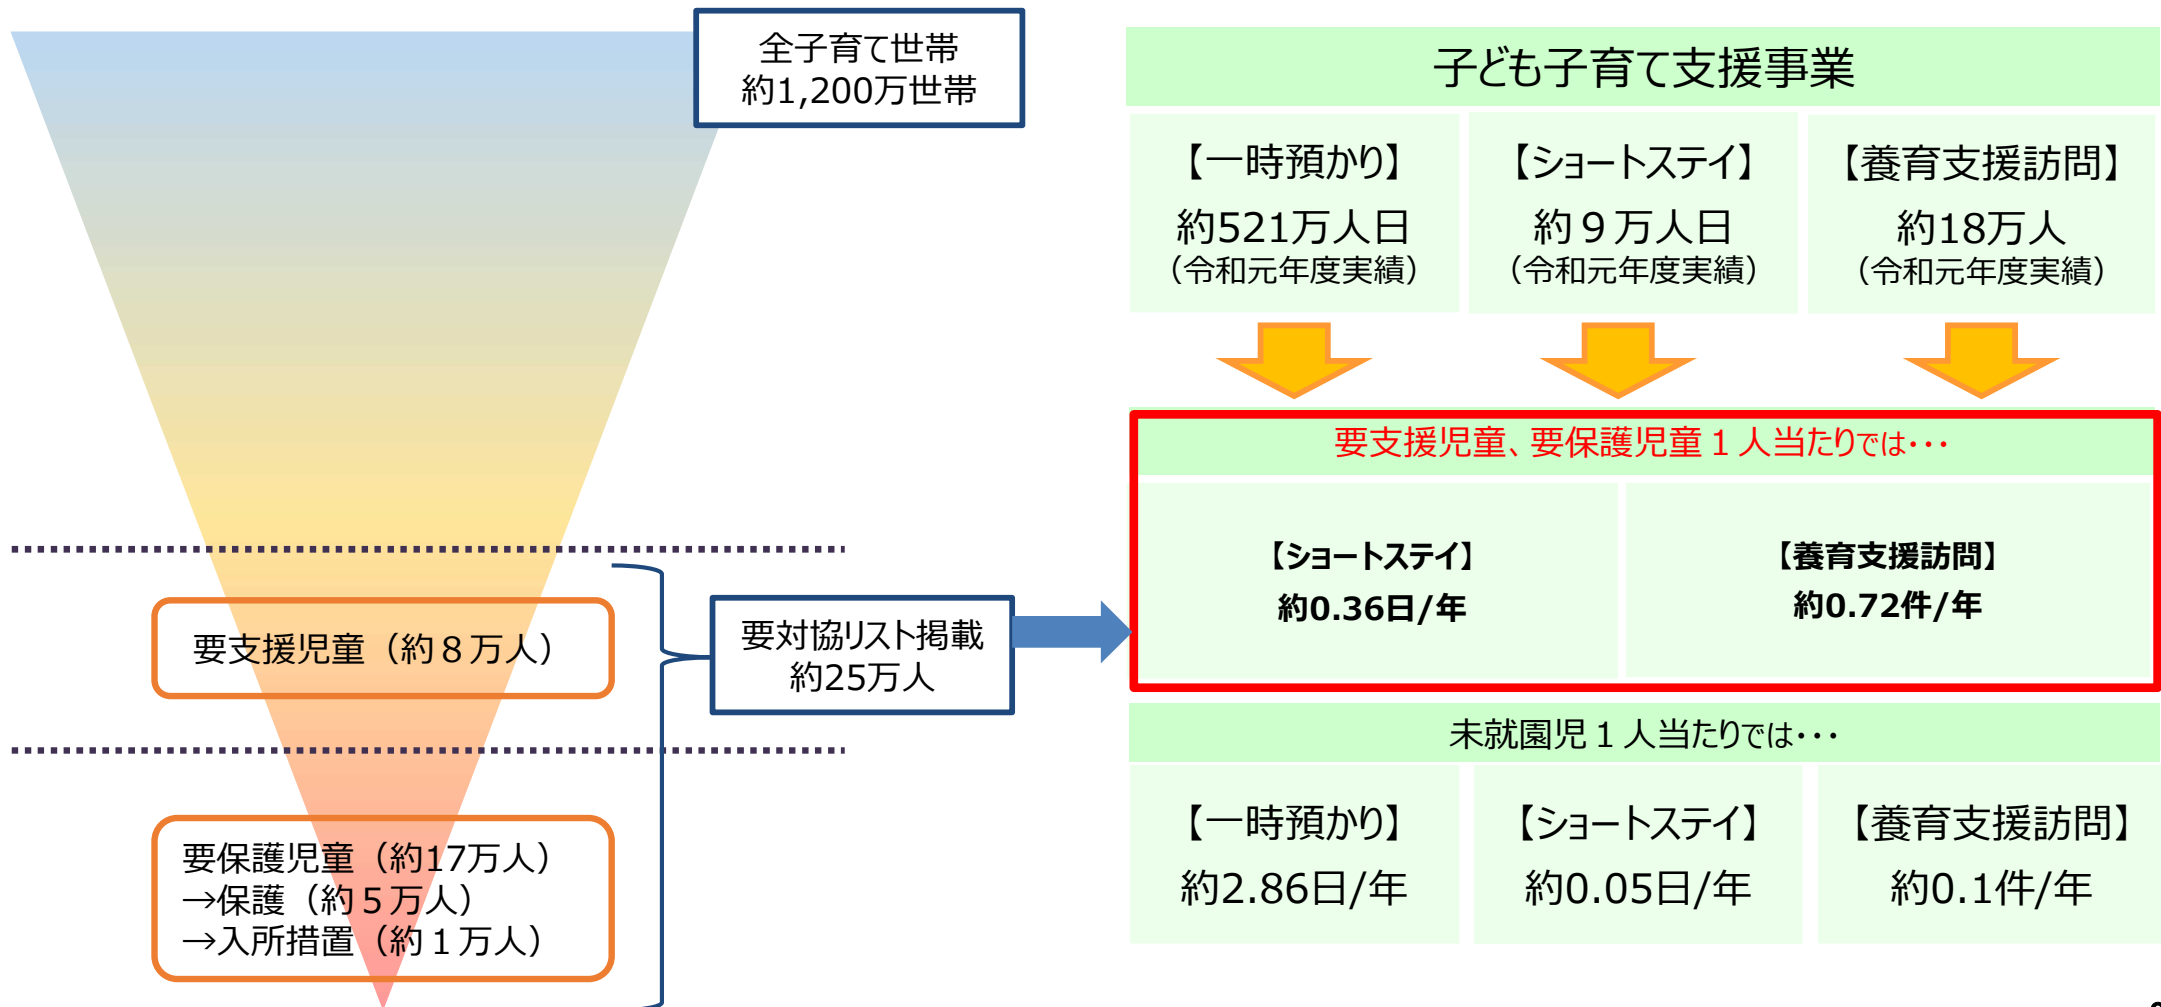 全子育て世帯
約1,200万世帯
要支援児童（約８万人）
要保護児童（約17万人）
→保護（約５万人）
→入所措置（約１万人）
要対協リスト掲載
約25万人
子ども子育て支援事業
【一時預かり】
約521万人日
（令和元年度実績）
【ショートステイ】
約９万人日
（令和元年度実績）
【養育支援訪問】
約18万人
（令和元年度実績）
要支援児童、要保護児童１人当たりでは・・・
【ショートステイ】
約0.36日/年
【養育支援訪問】
約0.72件/年
未就園児１人当たりでは・・・
【一時預かり】
約2.86日/年
【ショートステイ】
約0.05日/年
【養育支援訪問】
約0.1件/年